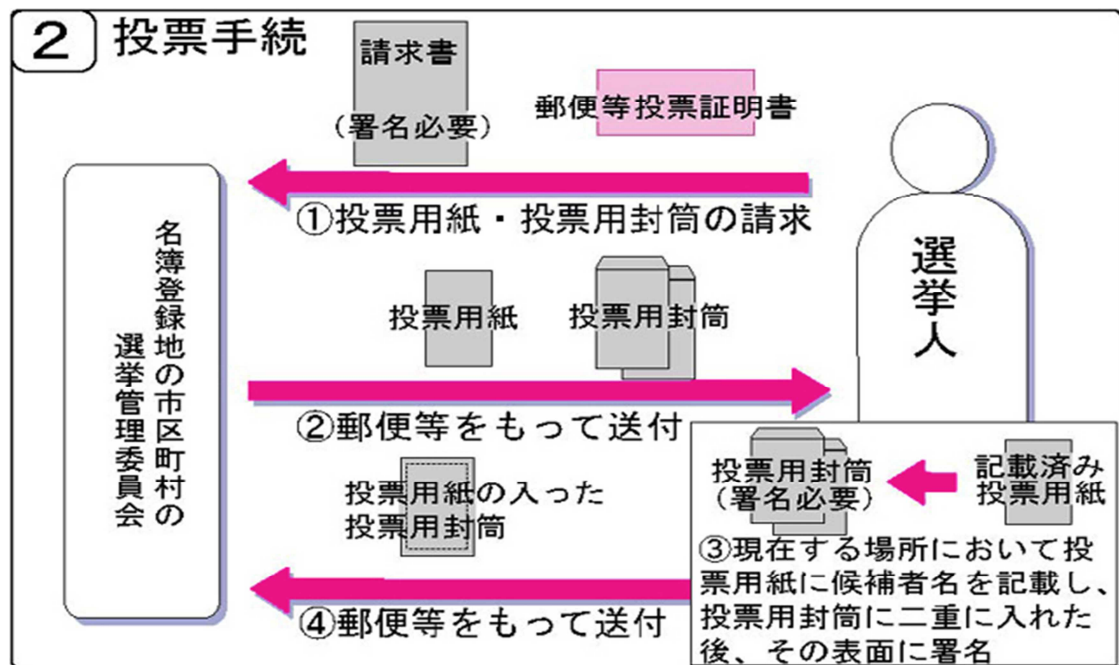 2 投票手続
請求書
(署名必要)
郵便等投票証明書
①投票用紙・投票用封筒の請求
名簿登録地の市区町村の
選挙管理委員会
選挙人
投票用紙
投票用封筒
②郵便等をもって送付
投票用封筒
(署名必要)
記載済み
投票用紙
③現在する場所において投
票用紙に候補者名を記載し、
投票用封筒に二重に入れた
後、その表面に署名
投票用紙の入った
投票用封筒
④郵便等をもって送付